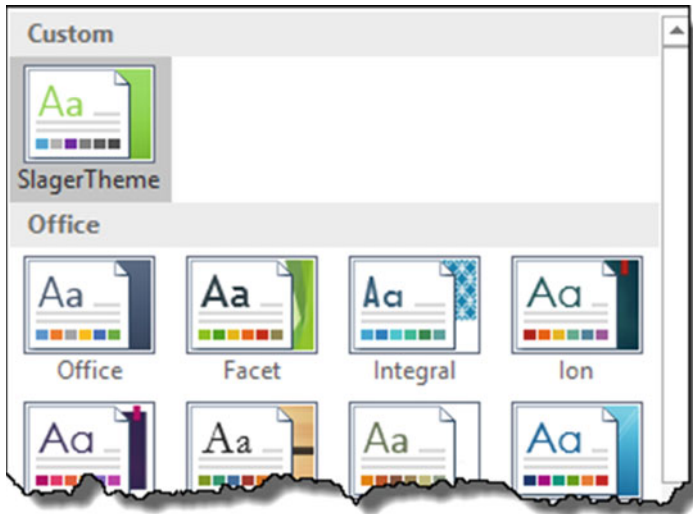 Custom
Aa
SlagerTheme
Office
Aa Aa Aa Aa
Office Facet Integral Ion
Aa Aa Aa Aa